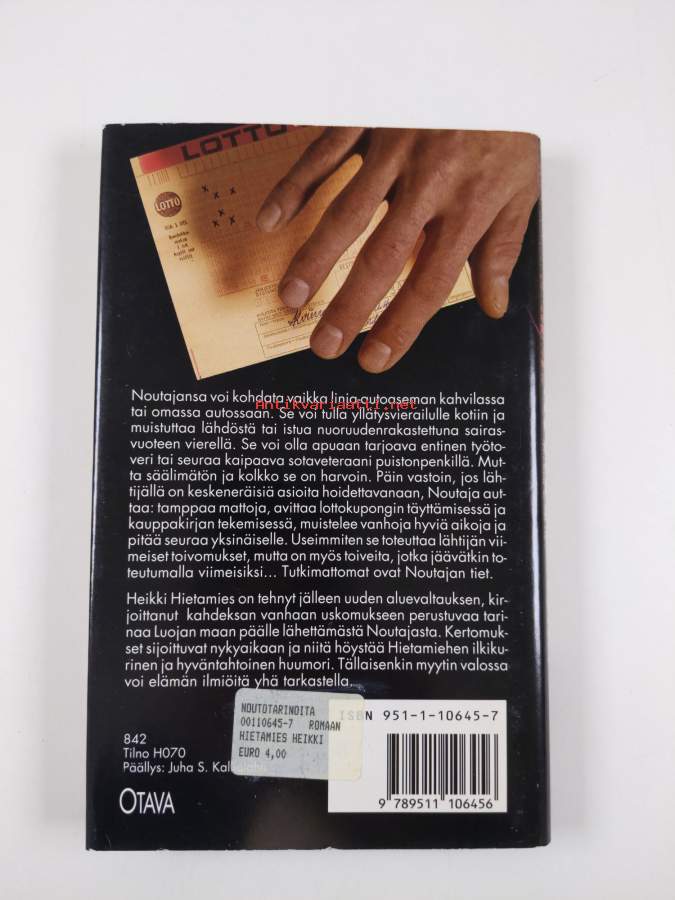 LOTTO
LOTTO
Noutajansa voi kohdata vaikka linja-autoaseman kahvilassa
tai omassa autossaan. Se voi tulla yllätysvierailulle kotiin ja
Antikvariaatti.net
muistuttaa lähdöstä tai istua nuoruudenrakastettuna sairas-
vuoteen vierellä. Se voi olla apuaan tarjoava entinen työto-
veri tai seuraa kaipaava sotaveteraani puistonpenkillä. Mut-
ta säälimätön ja kolkko se on harvoin. Päin vastoin, jos läh-
tijällä on keskeneräisiä asioita hoidettavanaan, Noutaja aut-
taa: tamppaa mattoja, avittaa lottokupongin täyttämisessä ja
kauppakirjan tekemisessä, muistelee vanhoja hyviä aikoja ja
pitää seuraa yksinäiselle. Useimmiten se toteuttaa lähtijän vii-
meiset toivomukset, mutta on myös toiveita, jotka jäävätkin to-
teutumalla viimeisiksi... Tutkimattomat ovat Noutajan tiet.
Heikki Hietamies on tehnyt jälleen uuden aluevaltauksen, kir-
joittanut kahdeksan vanhaan uskomukseen perustuvaa tari-
naa Luojan maan päälle lähettämästä Noutajasta. Kertomuk-
set sijoittuvat nykyaikaan ja niitä höystää Hietamiehen ilkiku-
rinen ja hyväntahtoinen huumori. Tällaisenkin myytin valossa
voi elämän ilmiöitä yhä tarkastella.
NOUTOTARINOITA
00110645-7 ROMAAN
HIETAMIES HEIKKI
EURO 4,00
ISBN 951-1-10645-7
842
Tilno H070
Päällys: Juha S.
OTAVA
9 789511 106456